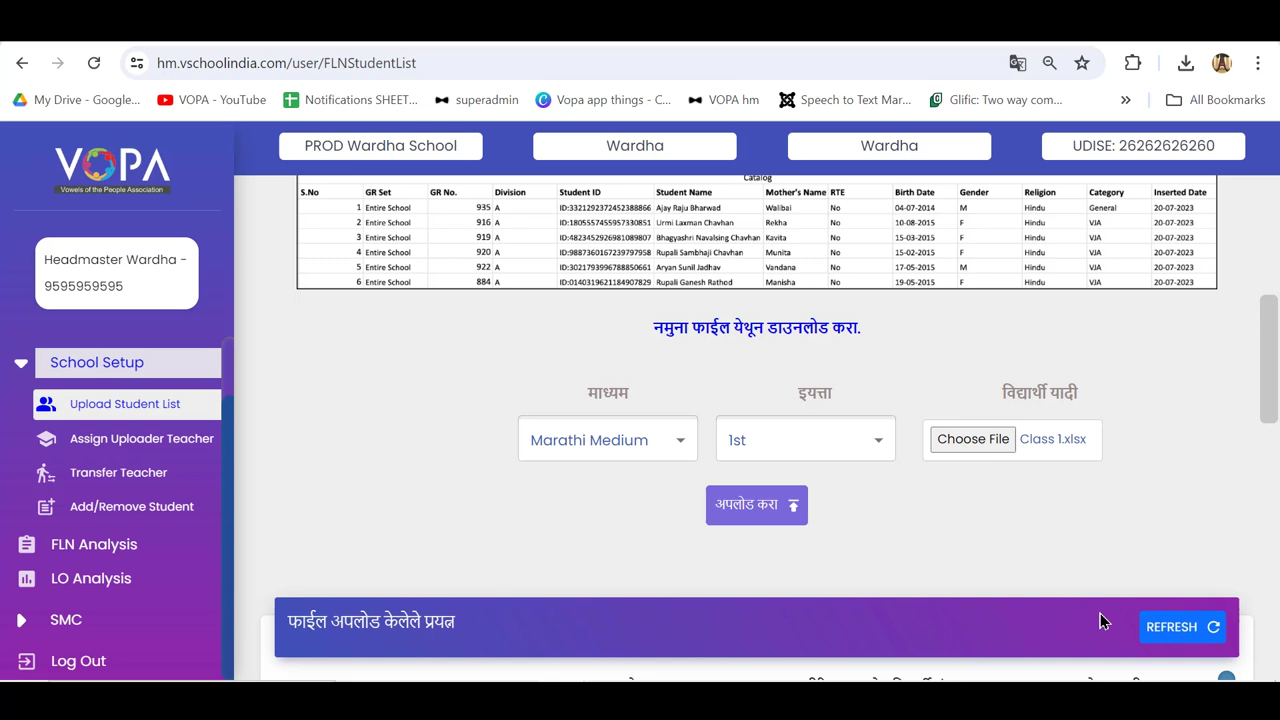 hm.vschoolindia.com/user/FLNStudentList
My Drive - Google... YouTube VOPA - YouTube Notifications SHEET... superadmin Vopa app things - C... VOPA hm Speech to Text Mar... Glific: Two way com... » All Bookmarks
VOPA
Vowels of the People Association
PROD Wardha School Wardha Wardha UDISE: 26262626260
Headmaster Wardha -
9595959595
School Setup
Upload Student List
Assign Uploader Teacher
Transfer Teacher
Add/Remove Student
FLN Analysis
LO Analysis
SMC
Log Out
Catalog
S.No GR Set GR No. Division Student ID Student Name Mother's Name RTE Birth Date Gender Religion Category Inserted Date
1 Entire School 935 A ID:3321292372452388866 Ajay Raju Bharwad Walibai No 04-07-2014 M Hindu General 20-07-2023
2 Entire School 916 A ID:1805557455957330851 Urmi Laxman Chavhan Rekha No 10-08-2015 F Hindu VJA 20-07-2023
3 Entire School 919 A ID:4823452926981089807 Bhagyashri Navalsing Chavhan Kavita No 15-03-2015 F Hindu VJA 20-07-2023
4 Entire School 920 A ID:9887360167239797958 Rupali Sambhaji Chavhan Munita No 15-02-2015 F Hindu VJA 20-07-2023
5 Entire School 922 A ID:3021793996788850661 Aryan Sunil Jadhav Vandana No 17-05-2015 M Hindu VJA 20-07-2023
6 Entire School 884 A ID:0140319621184907829 Rupali Ganesh Rathod Manisha No 19-05-2015 F Hindu VJA 20-07-2023
नमुना फाईल येथून डाउनलोड करा.
माध्यम इयत्ता विद्यार्थी यादी
Marathi Medium 1st Choose File Class 1.xlsx
अपलोड करा
फाईल अपलोड केलेले प्रयत्न REFRESH